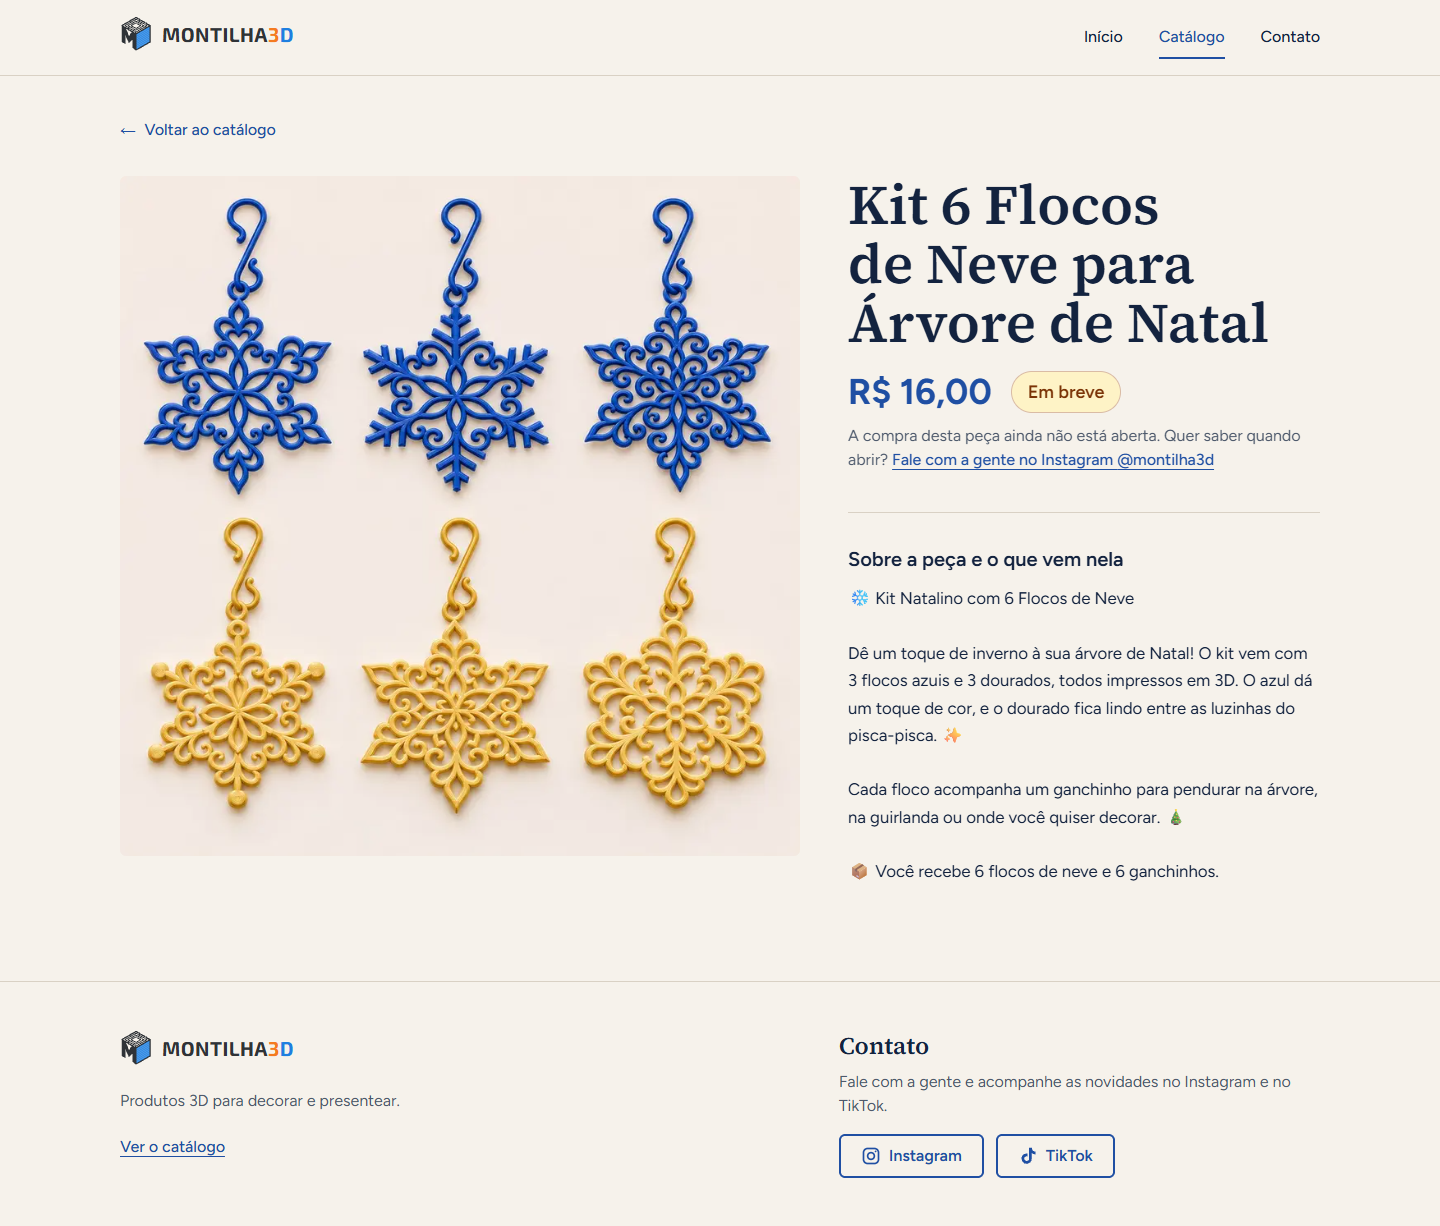 MONTILHA3D
Início Catálogo Contato
← Voltar ao catálogo
Kit 6 Flocos
de Neve para
Árvore de Natal
R$ 16,00 Em breve
A compra desta peça ainda não está aberta. Quer saber quando
abrir? Fale com a gente no Instagram @montilha3d
Sobre a peça e o que vem nela
❄️ Kit Natalino com 6 Flocos de Neve
Dê um toque de inverno à sua árvore de Natal! O kit vem com
3 flocos azuis e 3 dourados, todos impressos em 3D. O azul dá
um toque de cor, e o dourado fica lindo entre as luzinhas do
pisca-pisca. ✨
Cada floco acompanha um ganchinho para pendurar na árvore,
na guirlanda ou onde você quiser decorar. 🎄
📦 Você recebe 6 flocos de neve e 6 ganchinhos.
MONTILHA3D
Produtos 3D para decorar e presentear.
Ver o catálogo
Contato
Fale com a gente e acompanhe as novidades no Instagram e no
TikTok.
Instagram TikTok